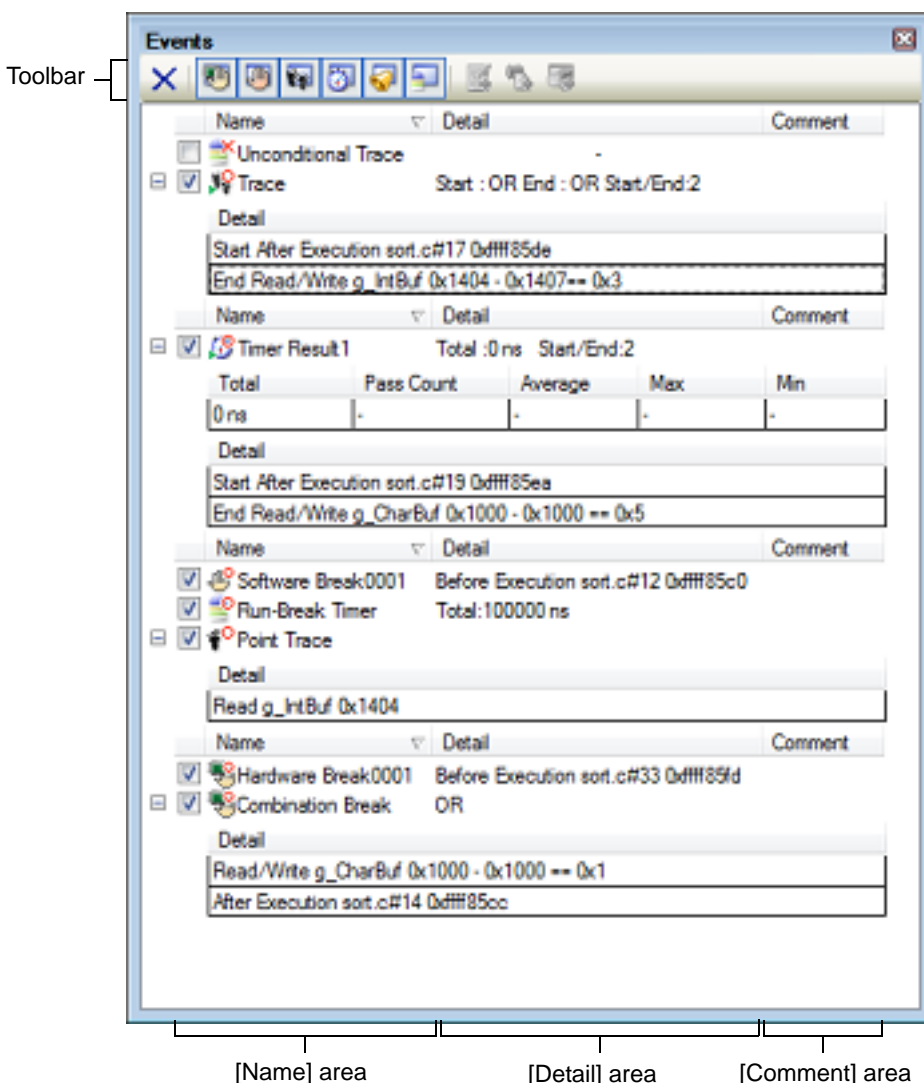 Events
Toolbar
Name Detail Comment
Unconditional Trace -
Trace Start : OR End : OR Start/End:2
Detail
Start After Execution sort.c#17 0xffff85de
End Read/Write g_IntBuf 0x1404 - 0x1407== 0x3
Name Detail Comment
Timer Result1 Total :0 ns Start/End:2
Total Pass Count Average Max Min
0 ns - - - -
Detail
Start After Execution sort.c#19 0xffff85ea
End Read/Write g_CharBuf 0x1000 - 0x1000 == 0x5
Name Detail Comment
Software Break0001 Before Execution sort.c#12 0xffff85c0
Run-Break Timer Total:100000 ns
Point Trace
Detail
Read g_IntBuf 0x1404
Name Detail Comment
Hardware Break0001 Before Execution sort.c#33 0xffff85fd
Combination Break OR
Detail
Read/Write g_CharBuf 0x1000 - 0x1000 == 0x1
After Execution sort.c#14 0xffff85cc
[Name] area [Detail] area [Comment] area